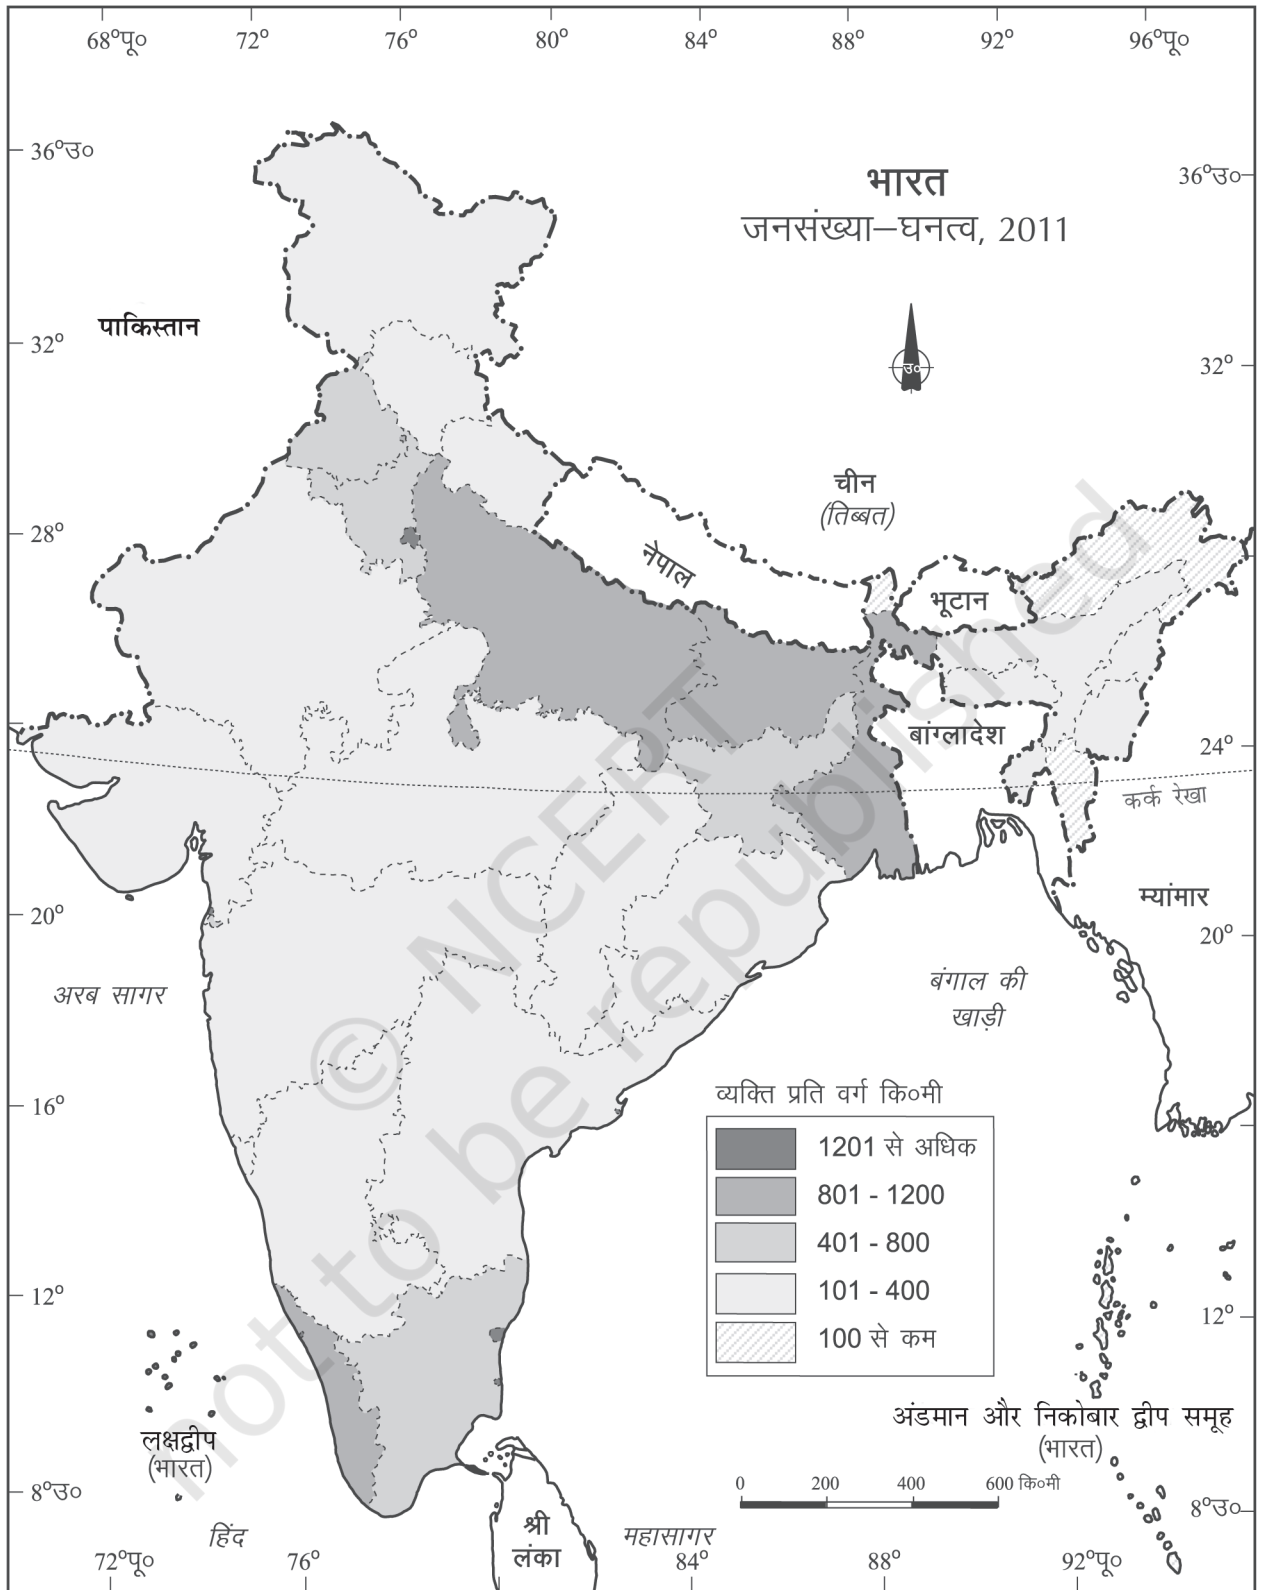 68°पू० 72° 76° 80° 84° 88° 92° 96°पू०
36°उ०
36°उ०
भारत
जनसंख्या–घनत्व, 2011
पाकिस्तान
32°
उ०
32°
चीन
(तिब्बत)
28°
नेपाल
भूटान
बांग्लादेश
24°
कर्क रेखा
म्यांमार
20°
20°
अरब सागर
बंगाल की
खाड़ी
16°
व्यक्ति प्रति वर्ग कि०मी
1201 से अधिक
801 - 1200
401 - 800
101 - 400
100 से कम
12°
12°
अंडमान और निकोबार द्वीप समूह
(भारत)
लक्षद्वीप
(भारत)
0 200 400 600 कि०मी
8°उ०
8°उ०
हिंद
श्री
लंका
महासागर
72°पू० 76° 84° 88° 92°पू०
© NCERT
not to be republished